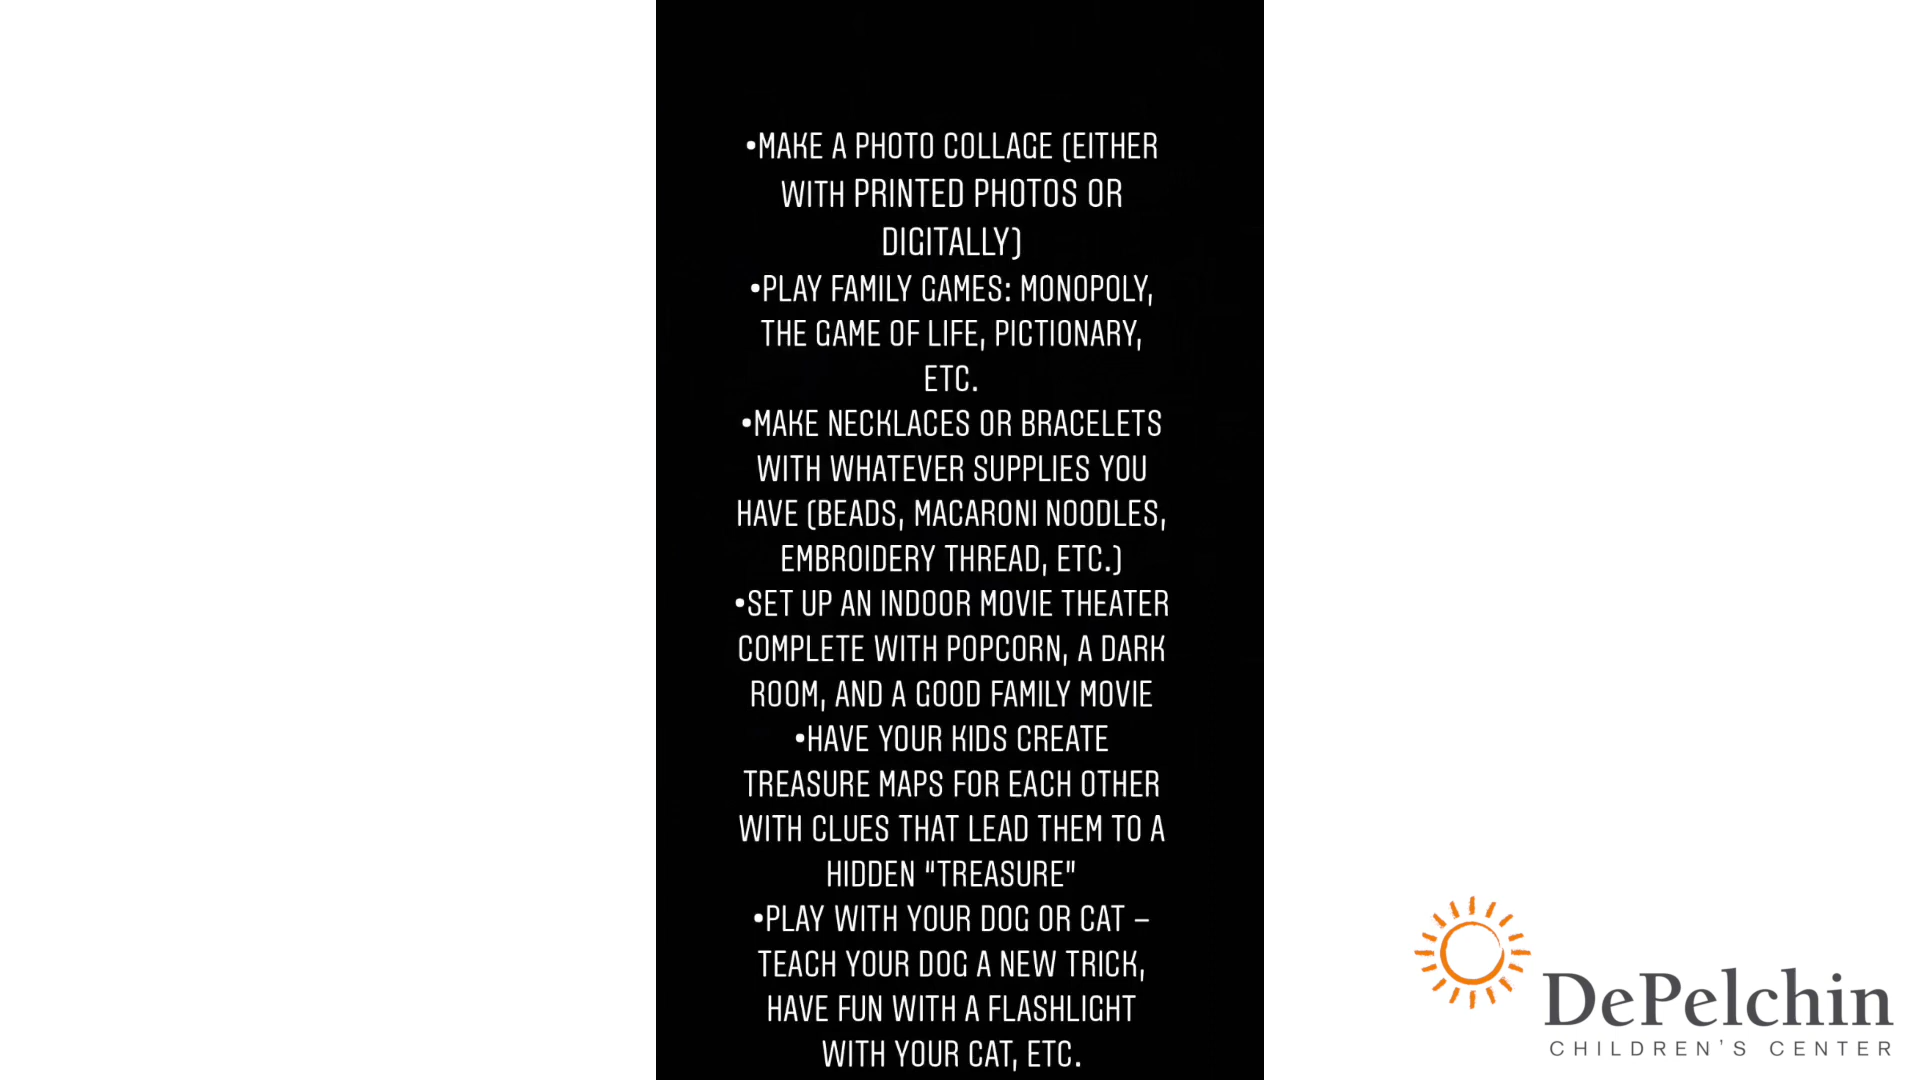 •MAKE A PHOTO COLLAGE (EITHER
WITH PRINTED PHOTOS OR
DIGITALLY)
•PLAY FAMILY GAMES: MONOPOLY,
THE GAME OF LIFE, PICTIONARY,
ETC.
•MAKE NECKLACES OR BRACELETS
WITH WHATEVER SUPPLIES YOU
HAVE (BEADS, MACARONI NOODLES,
EMBROIDERY THREAD, ETC.)
•SET UP AN INDOOR MOVIE THEATER
COMPLETE WITH POPCORN, A DARK
ROOM, AND A GOOD FAMILY MOVIE
•HAVE YOUR KIDS CREATE
TREASURE MAPS FOR EACH OTHER
WITH CLUES THAT LEAD THEM TO A
HIDDEN "TREASURE"
•PLAY WITH YOUR DOG OR CAT –
TEACH YOUR DOG A NEW TRICK,
HAVE FUN WITH A FLASHLIGHT
WITH YOUR CAT, ETC.
DePelchin
CHILDREN'S CENTER